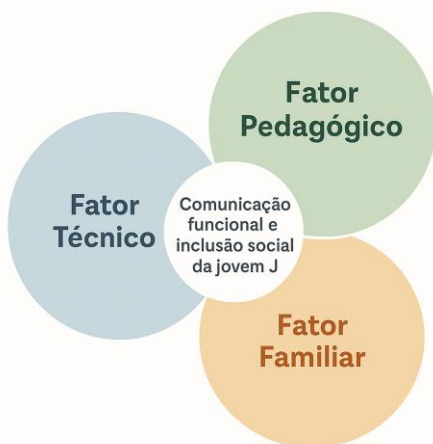 Fator
Pedagógico
Fator
Técnico
Comunicação
funcional e
inclusão social
da jovem J
Fator
Familiar